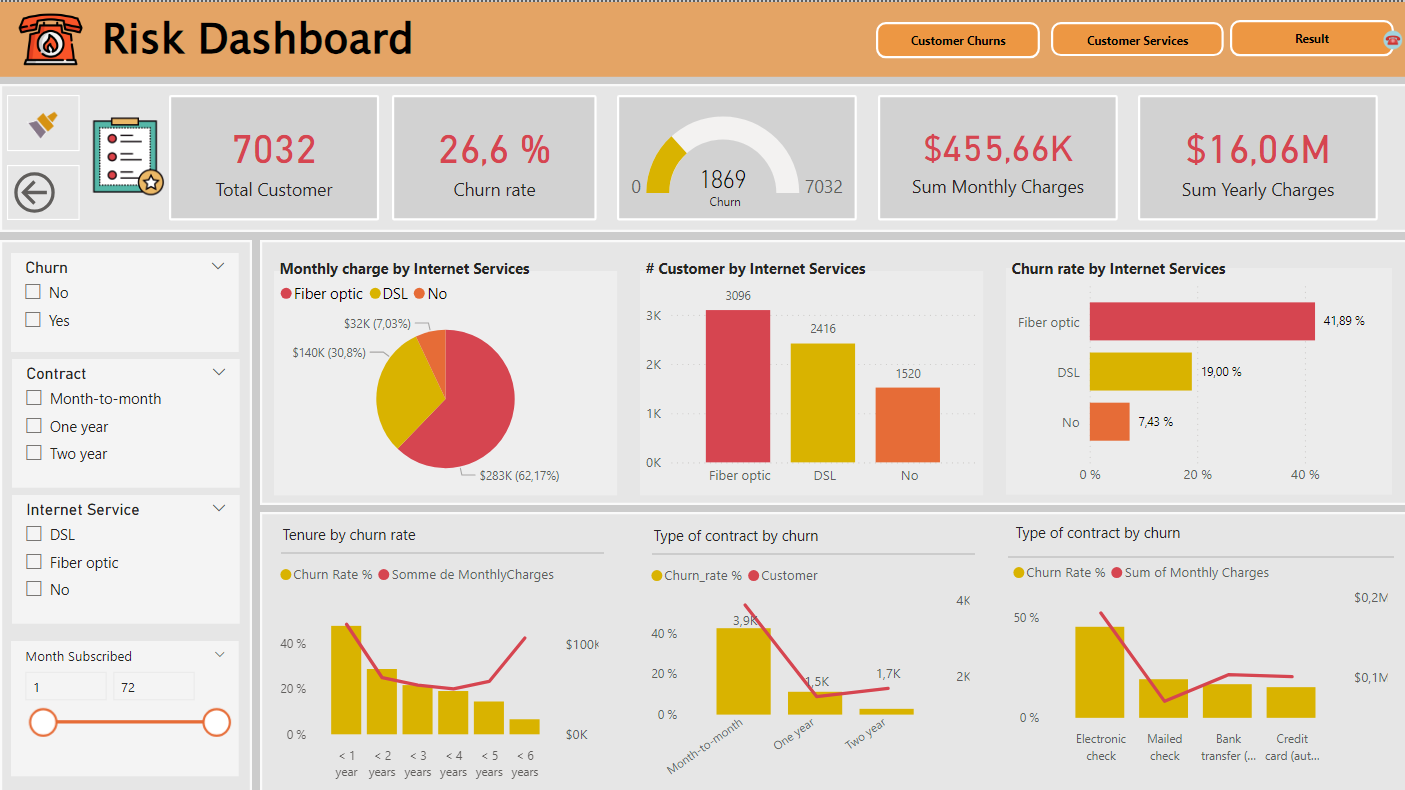 Risk Dashboard
Customer Churns
Customer Services
Result
7032
Total Customer
26,6 %
Churn rate
0
1869
Churn
7032
$455,66K
Sum Monthly Charges
$16,06M
Sum Yearly Charges
Churn
No
Yes
Contract
Month-to-month
One year
Two year
Internet Service
DSL
Fiber optic
No
Month Subscribed
1
72
Monthly charge by Internet Services
Fiber optic
DSL
No
$32K (7,03%)
$140K (30,8%)
$283K (62,17%)
# Customer by Internet Services
3K
2K
1K
0K
3096
2416
1520
Fiber optic
DSL
No
Churn rate by Internet Services
Fiber optic
41,89 %
DSL
19,00 %
No
7,43 %
0 %
20 %
40 %
Tenure by churn rate
Churn Rate %
Somme de MonthlyCharges
40 %
20 %
0 %
$100K
$0K
< 1 year
< 2 years
< 3 years
< 4 years
< 5 years
< 6 years
Type of contract by churn
Churn_rate %
Customer
40 %
20 %
0 %
4K
2K
3,9K
1,5K
1,7K
Month-to-month
One year
Two year
Type of contract by churn
Churn Rate %
Sum of Monthly Charges
50 %
0 %
$0,2M
$0,1M
Electronic check
Mailed check
Bank transfer (...
Credit card (aut...